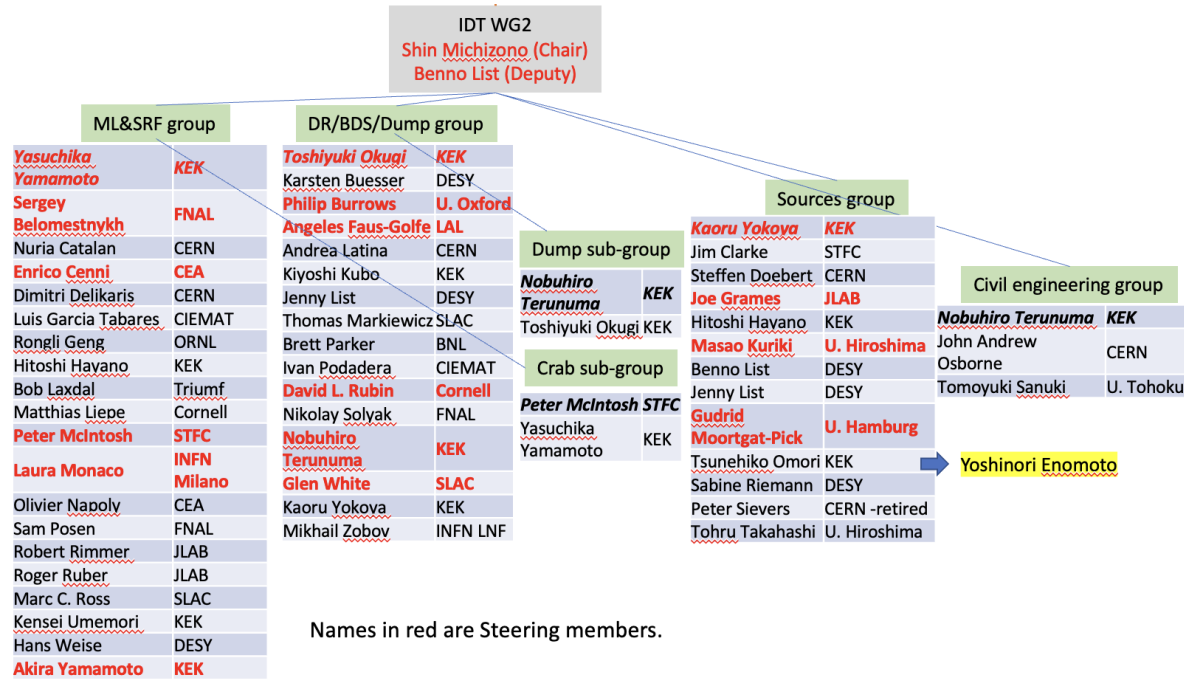 IDT WG2
Shin Michizono (Chair)
Benno List (Deputy)
ML&SRF group
Yasuchika
Yamamoto
KEK
Sergey
Belomestnykh
FNAL
Nuria Catalan CERN
Enrico Cenni CEA
Dimitri Delikaris CERN
Luis Garcia Tabares CIEMAT
Rongli Geng ORNL
Hitoshi Hayano KEK
Bob Laxdal Triumf
Matthias Liepe Cornell
Peter McIntosh STFC
Laura Monaco
INFN
Milano
Olivier Napoly CEA
Sam Posen FNAL
Robert Rimmer JLAB
Roger Ruber JLAB
Marc C. Ross SLAC
Kensei Umemori KEK
Hans Weise DESY
Akira Yamamoto KEK
DR/BDS/Dump group
Toshiyuki Okugi KEK
Karsten Buesser DESY
Philip Burrows U. Oxford
Angeles Faus-Golfe LAL
Andrea Latina CERN
Kiyoshi Kubo KEK
Jenny List DESY
Thomas Markiewicz SLAC
Brett Parker BNL
Ivan Podadera CIEMAT
David L. Rubin Cornell
Nikolay Solyak FNAL
Nobuhiro
Terunuma
KEK
Glen White SLAC
Kaoru Yokoya KEK
Mikhail Zobov INFN LNF
Dump sub-group
Nobuhiro
Terunuma
KEK
Toshiyuki Okugi KEK
Crab sub-group
Peter McIntosh STFC
Yasuchika
Yamamoto
KEK
Sources group
Kaoru Yokoya KEK
Jim Clarke STFC
Steffen Doebert CERN
Joe Grames JLAB
Hitoshi Hayano KEK
Masao Kuriki U. Hiroshima
Benno List DESY
Jenny List DESY
Gudrid
Moortgat-Pick
U. Hamburg
Tsunehiko Omori KEK
Yoshinori Enomoto
Sabine Riemann DESY
Peter Sievers CERN -retired
Tohru Takahashi U. Hiroshima
Civil engineering group
Nobuhiro Terunuma KEK
John Andrew
Osborne
CERN
Tomoyuki Sanuki U. Tohoku
Names in red are Steering members.